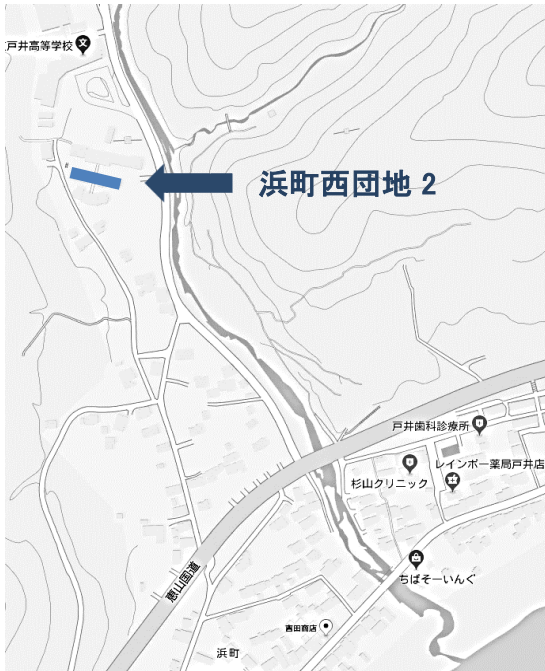 戸井高等学校
浜町西団地 2
戸井歯科診療所
レインボー薬局戸井店
杉山クリニック
ちばそーいんぐ
恵山国道
吉田商店
浜町